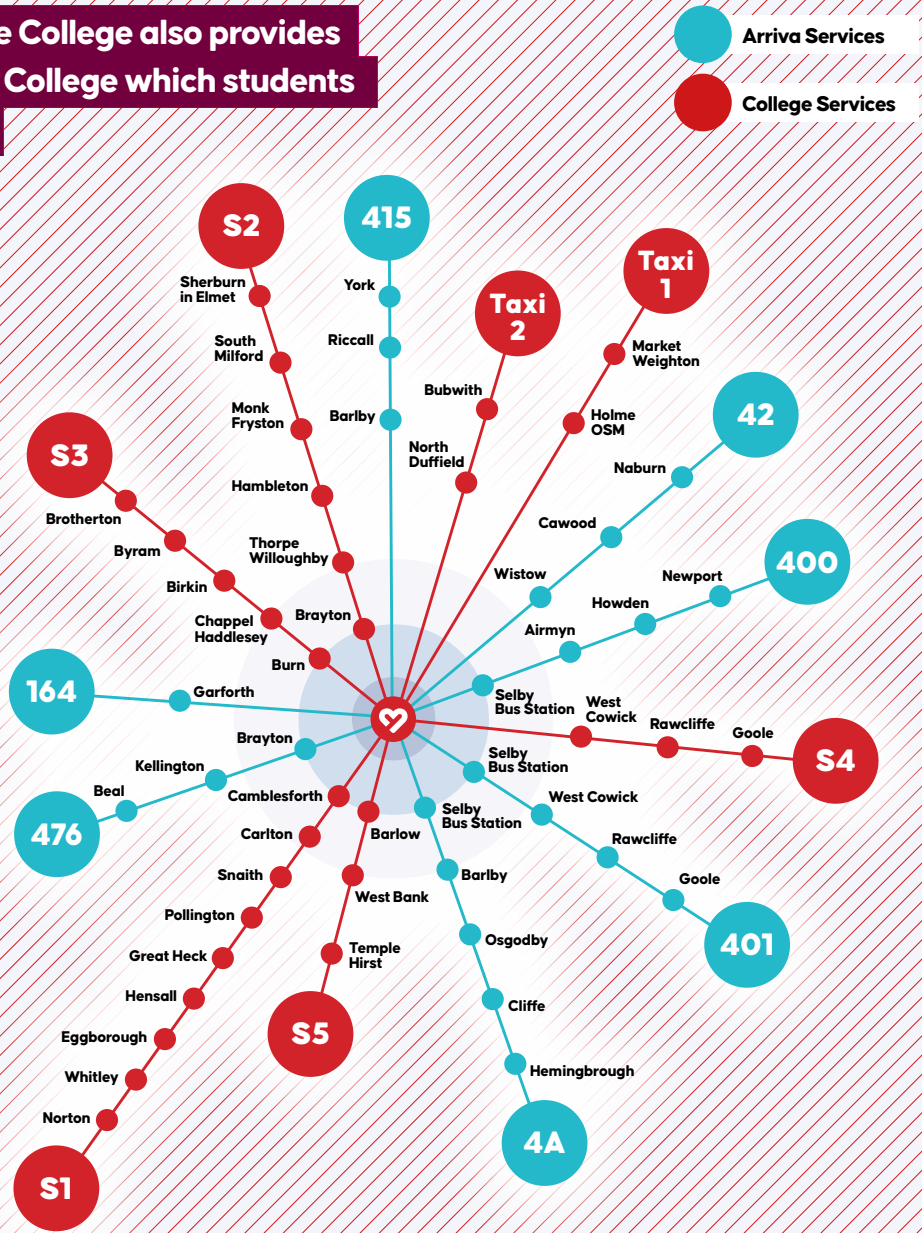 e College also provides
College which students
Arriva Services
College Services
S2
Sherburn
in Elmet
South
Milford
Monk
Fryston
Hambleton
Thorpe
Willoughby
Brayton
415
York
Riccall
Barlby
Taxi
2
Bubwith
North
Duffield
Taxi
1
Market
Weighton
Holme
OSM
42
Naburn
Cawood
Wistow
400
Newport
Howden
Airmyn
Selby
Bus Station
S3
Brotherton
Byram
Birkin
Chappel
Haddlesey
Burn
164
Garforth
West
Cowick
Rawcliffe
Goole
S4
476
Beal
Kellington
Brayton
Selby
Bus Station
West Cowick
Rawcliffe
Goole
401
Camblesforth
Carlton
Snaith
Pollington
Great Heck
Hensall
Eggborough
Whitley
Norton
S1
Barlow
West Bank
Temple
Hirst
S5
Selby
Bus Station
Barlby
Osgodby
Cliffe
Hemingbrough
4A